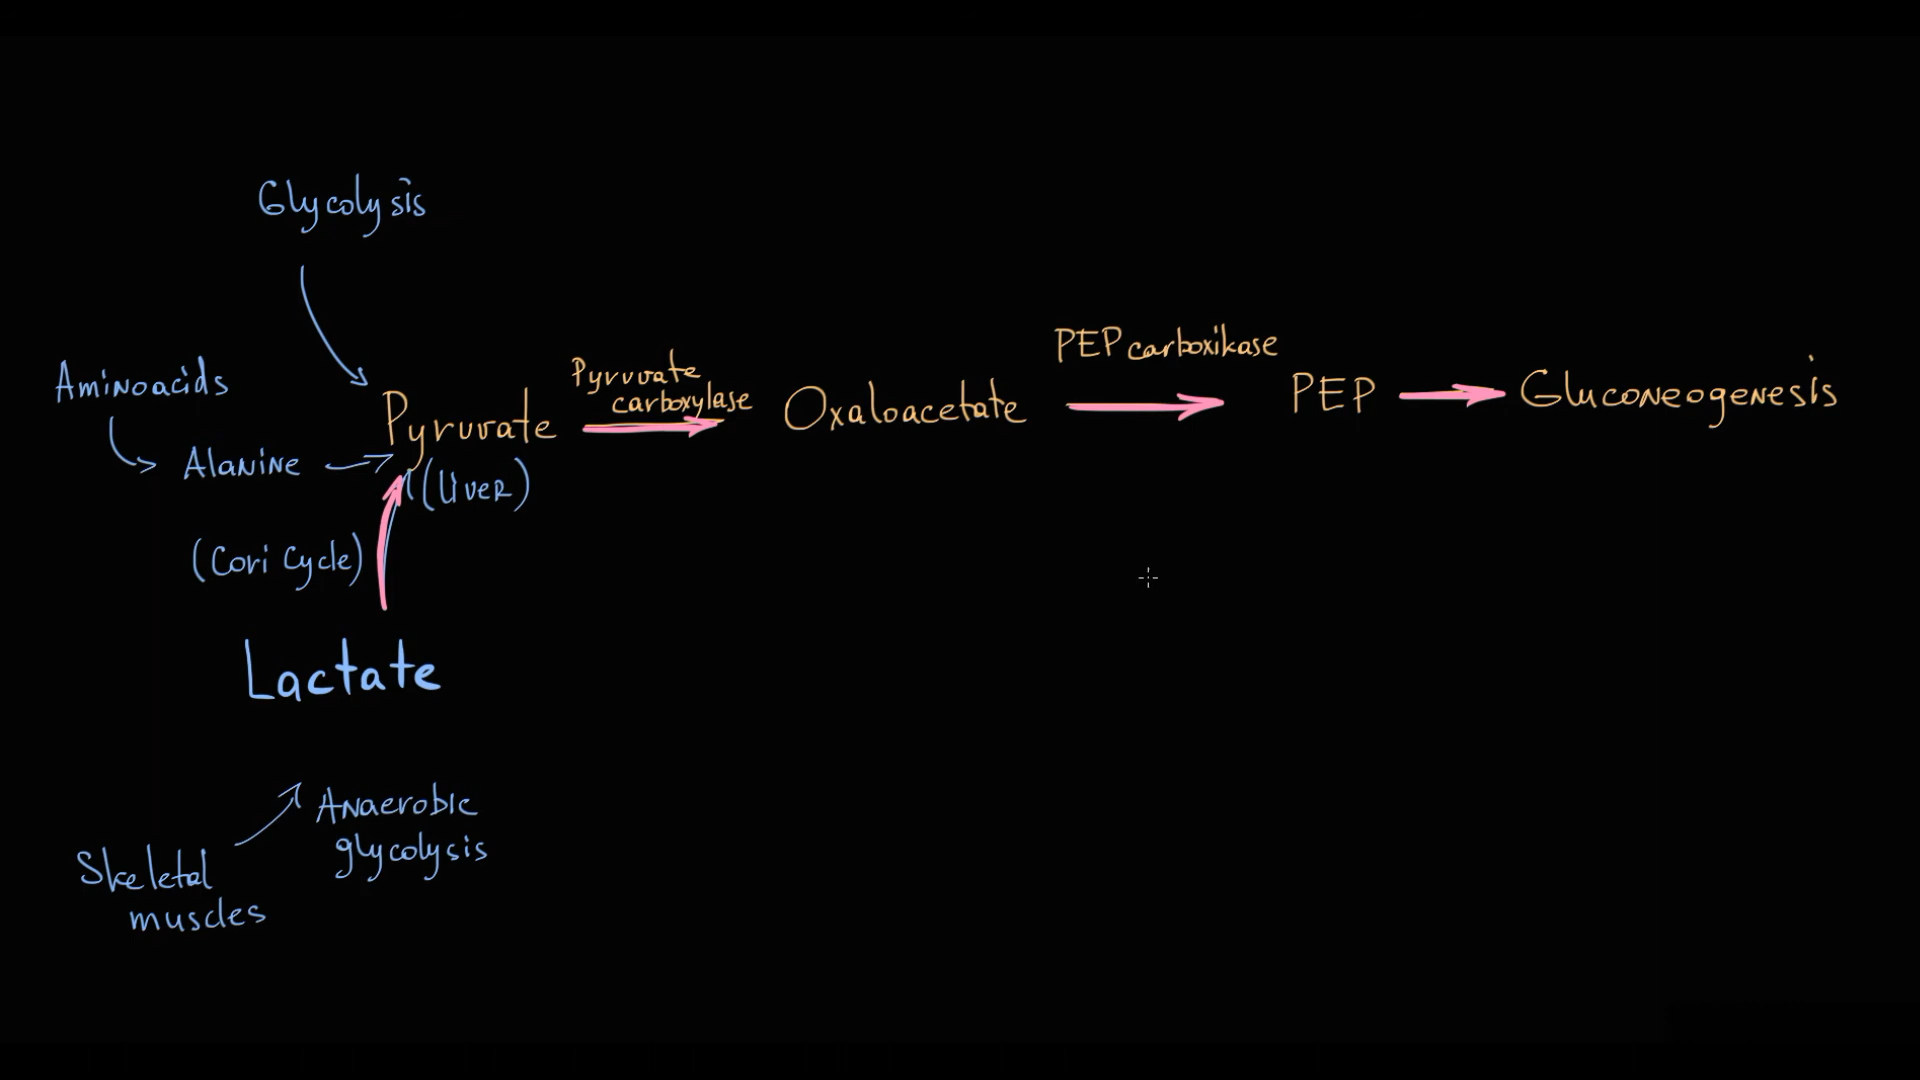 Glycolysis
Aminoacids
Alanine
Pyruvate
(Liver)
Pyruvate
carboxylase
Oxaloacetate
PEP carboxikase
PEP
Gluconeogenesis
(Cori Cycle)
Lactate
Anaerobic
glycolysis
Skeletal
muscles